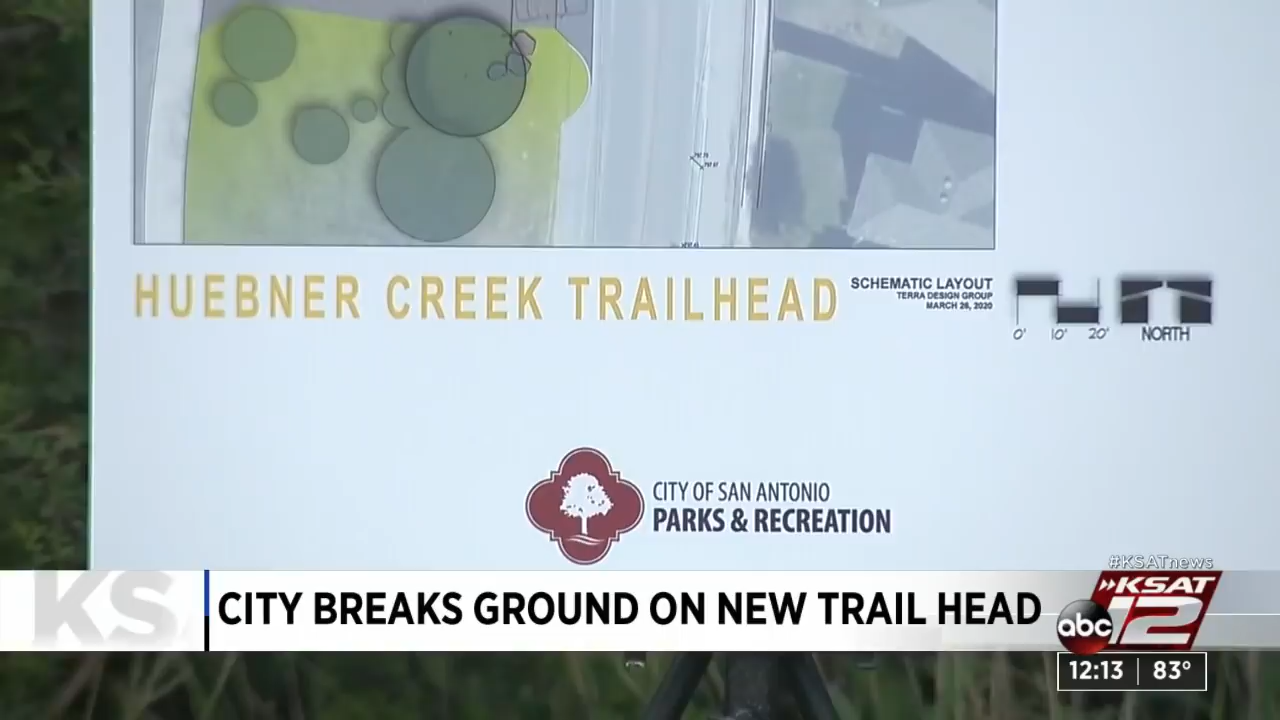 HUEBNER CREEK TRAILHEAD
SCHEMATIC LAYOUT
TERRA DESIGN GROUP
MARCH 26, 2020
0' 10' 20' NORTH
CITY OF SAN ANTONIO
PARKS & RECREATION
#KSATnews
KS
CITY BREAKS GROUND ON NEW TRAIL HEAD
abc KSAT 12
12:13 83°